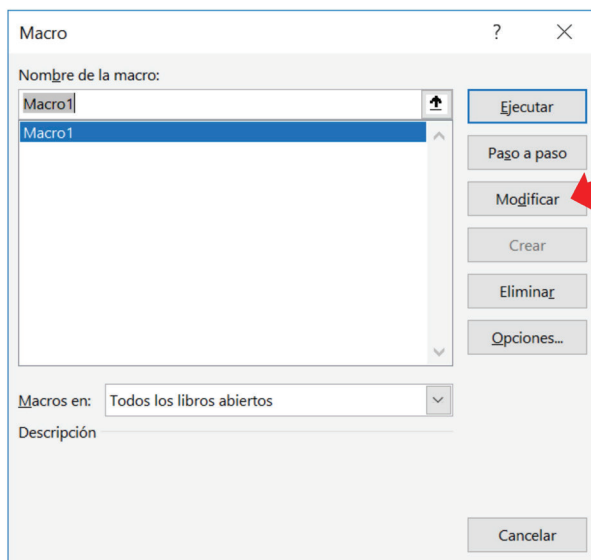 Macro
Nombre de la macro:
Macro1
Macro1
Ejecutar
Paso a paso
Modificar
Crear
Eliminar
Opciones...
Macros en: Todos los libros abiertos
Descripción
Cancelar